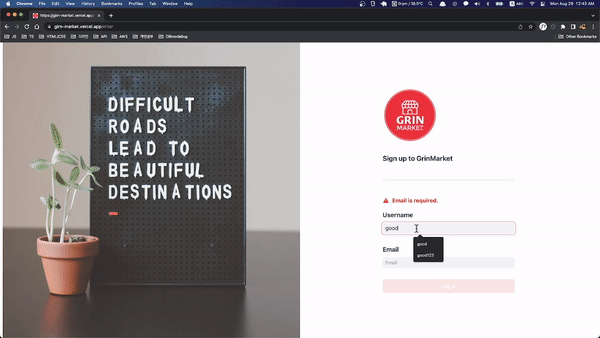 Chrome File Edit View History Bookmarks Profiles Tab Window Help
Mon Aug 29 12:43 AM
https://grin-market.vercel.app
grin-market.vercel.app/enter
JS TS HTML/CSS API AWS DBmodeling Other Bookmarks
DIFFICULT
ROADS
LEAD TO
BEAUTIFUL
DESTINATIONS
GRIN
MARKET
Sign up to GrinMarket
Email is required.
Username
good
good
good123
Email
Email
Log in